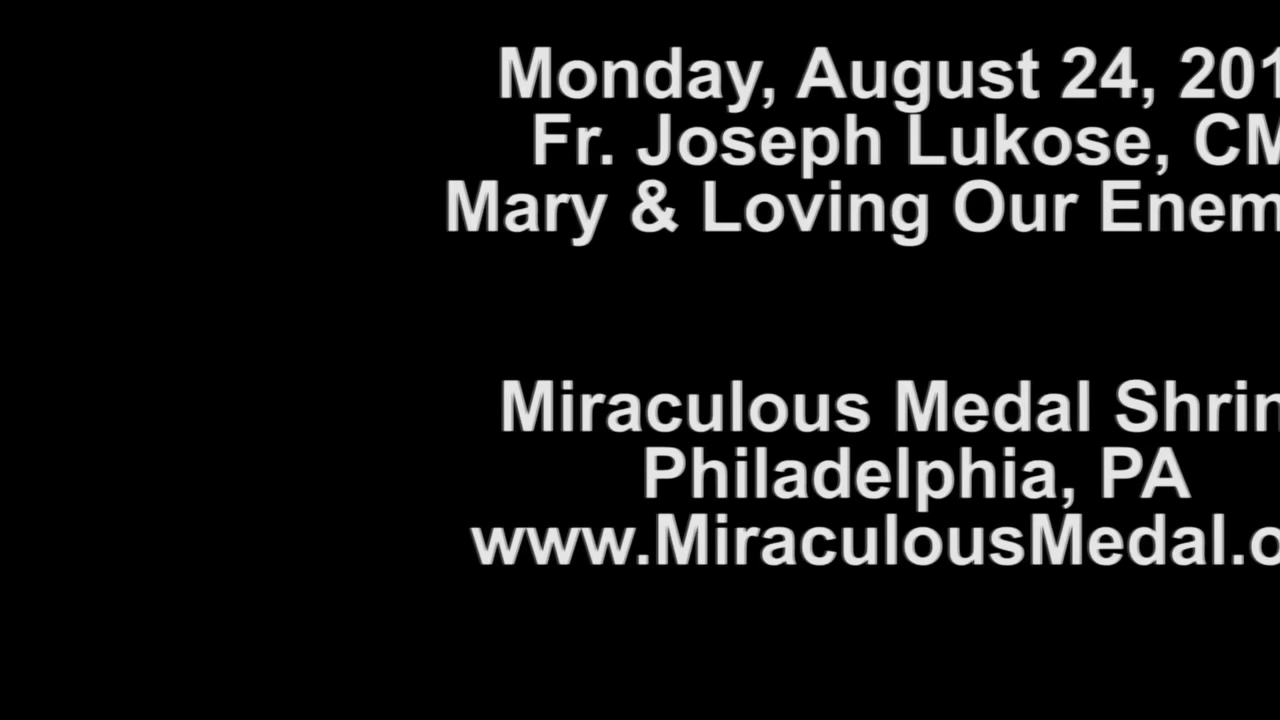 Monday, August 24, 201
Fr. Joseph Lukose, CM
Mary & Loving Our Enem
Miraculous Medal Shrin
Philadelphia, PA
www.MiraculousMedal.o